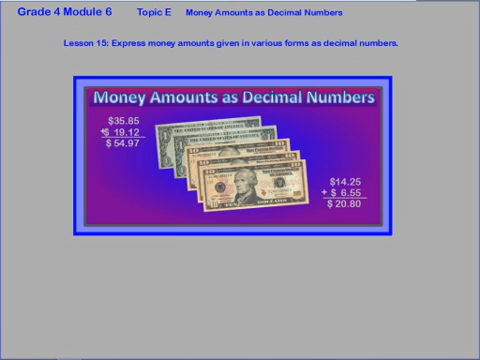 Grade 4 Module 6 Topic E Money Amounts as Decimal Numbers
Lesson 15: Express money amounts given in various forms as decimal numbers.
Money Amounts as Decimal Numbers
$35.85
+$ 19.12
$ 54.97
$14.25
+ $ 6.55
$ 20.80